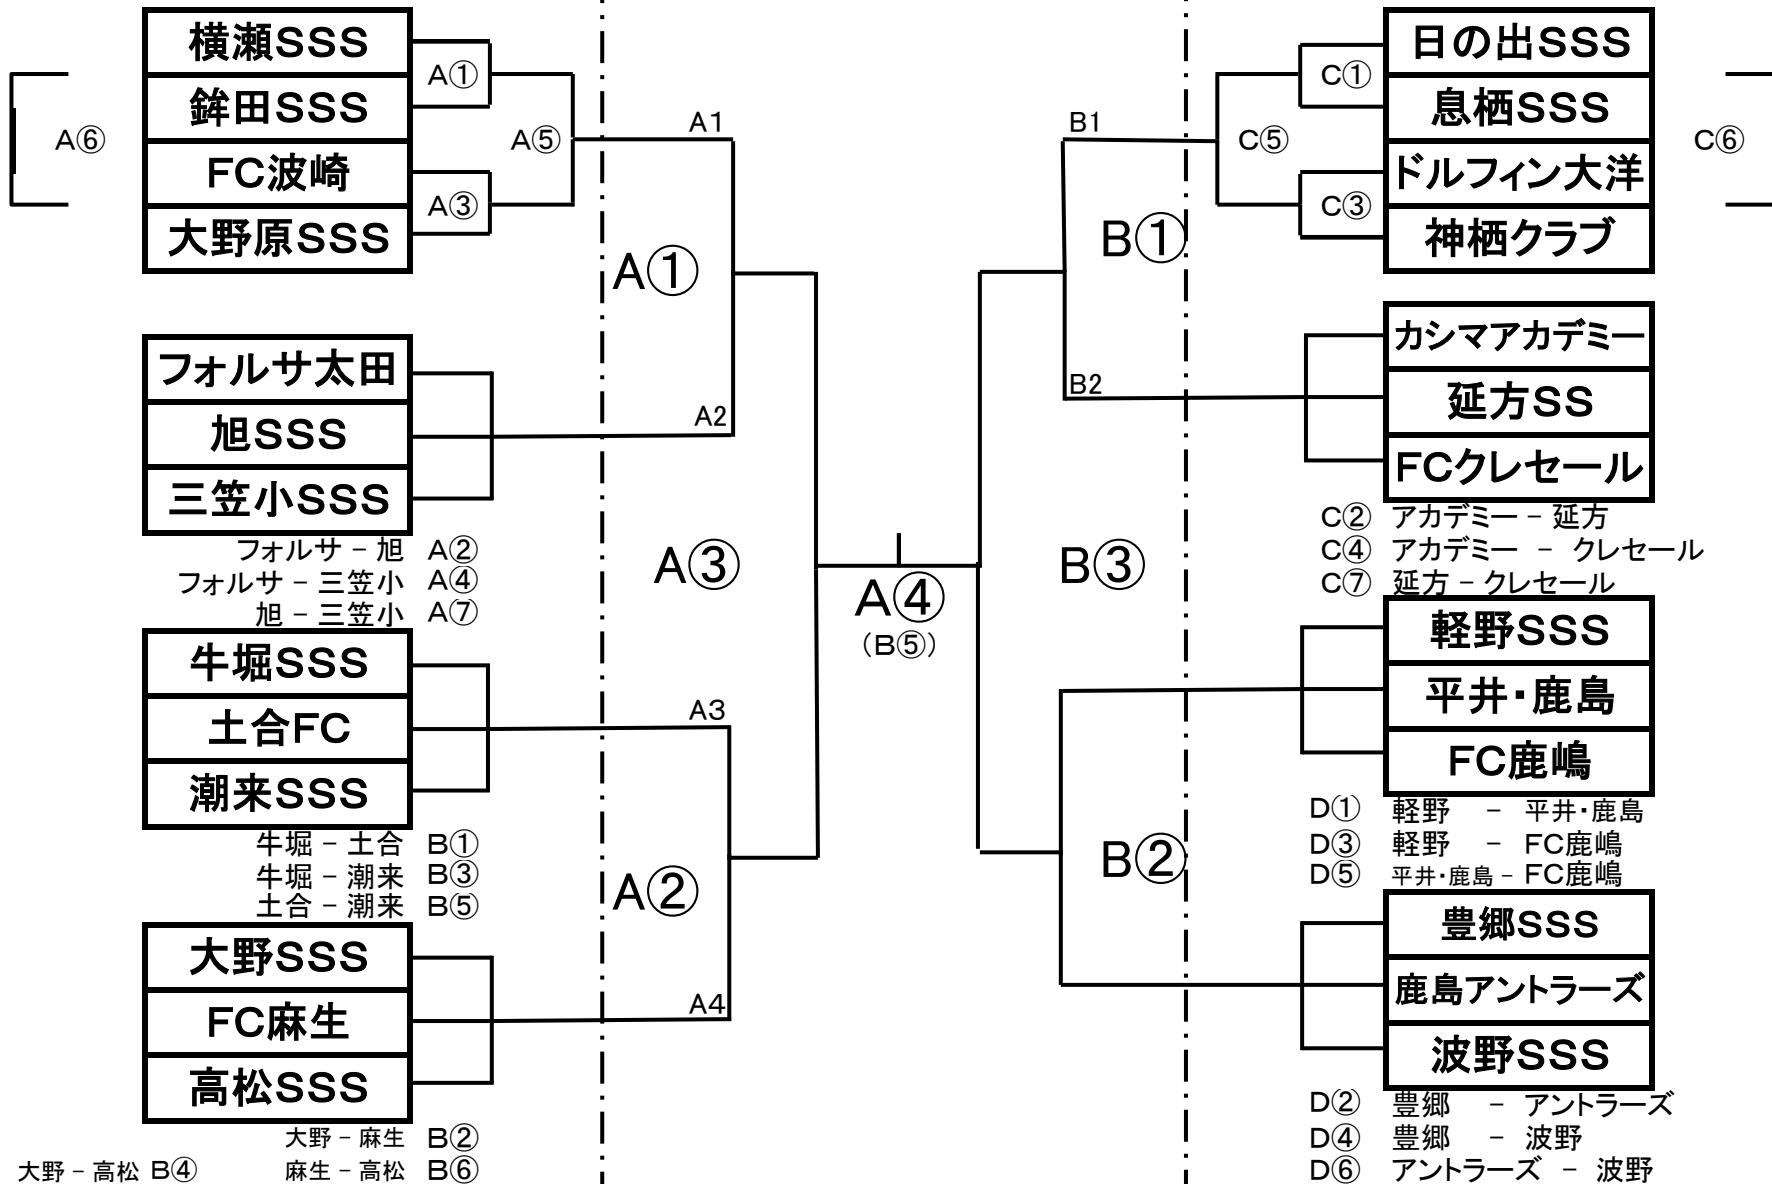 横瀬SSS
鉾田SSS
FC波崎
大野原SSS
A①
A③
A⑤
A⑥
フォルサ太田
旭SSS
三笠小SSS
フォルサ － 旭 A②
フォルサ － 三笠小 A④
旭 － 三笠小 A⑦
牛堀SSS
土合FC
潮来SSS
牛堀 － 土合 B①
牛堀 － 潮来 B③
土合 － 潮来 B⑤
大野SSS
FC麻生
高松SSS
大野 － 麻生 B②
大野 － 高松 B④
麻生 － 高松 B⑥
A1
A①
A2
A③
A3
A②
A4
A④
(B⑤)
B1
B①
B2
B③
B②
日の出SSS
息栖SSS
ドルフィン大洋
神栖クラブ
C①
C③
C⑤
C⑥
カシマアカデミー
延方SS
FCクレセール
C② アカデミー － 延方
C④ アカデミー － クレセール
C⑦ 延方 － クレセール
軽野SSS
平井・鹿島
FC鹿嶋
D① 軽野 － 平井・鹿島
D③ 軽野 － FC鹿嶋
D⑤ 平井・鹿島 － FC鹿嶋
豊郷SSS
鹿島アントラーズ
波野SSS
D② 豊郷 － アントラーズ
D④ 豊郷 － 波野
D⑥ アントラーズ － 波野